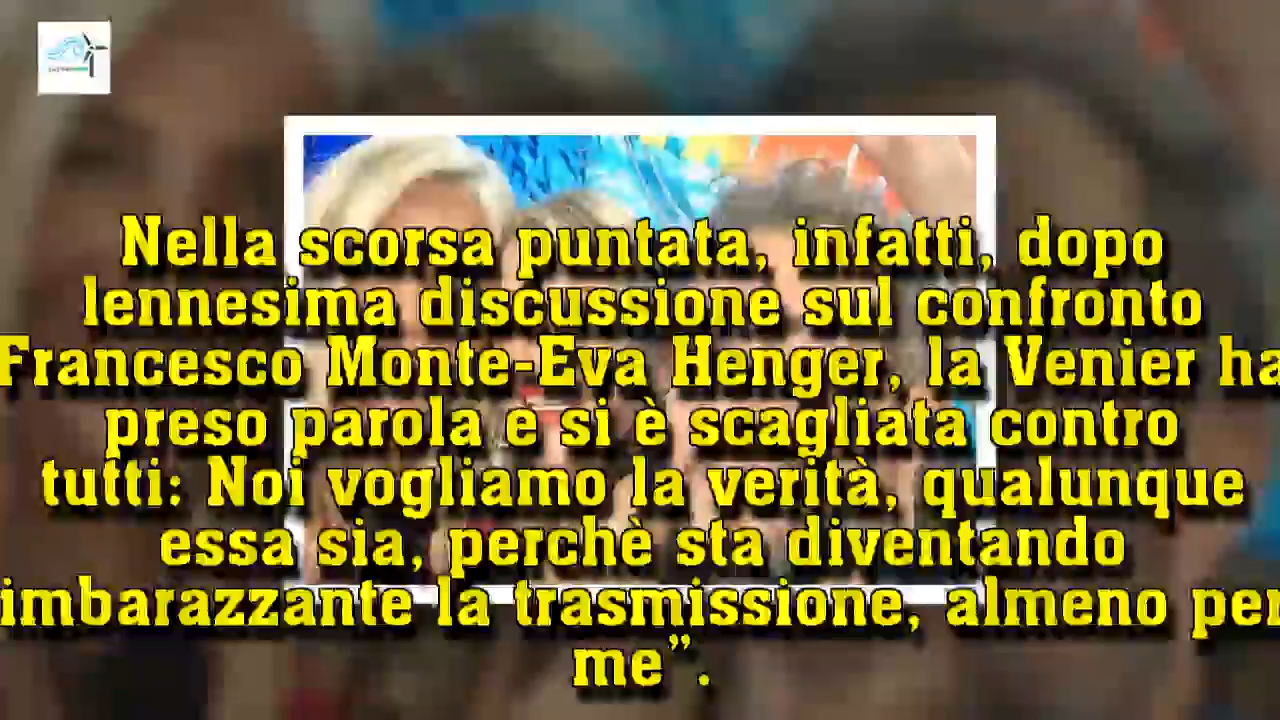 Nella scorsa puntata, infatti, dopo
lennesima discussione sul confronto
Francesco Monte-Eva Henger, la Venier ha
preso parola e si è scagliata contro
tutti: Noi vogliamo la verità, qualunque
essa sia, perchè sta diventando
imbarazzante la trasmissione, almeno per
me”.